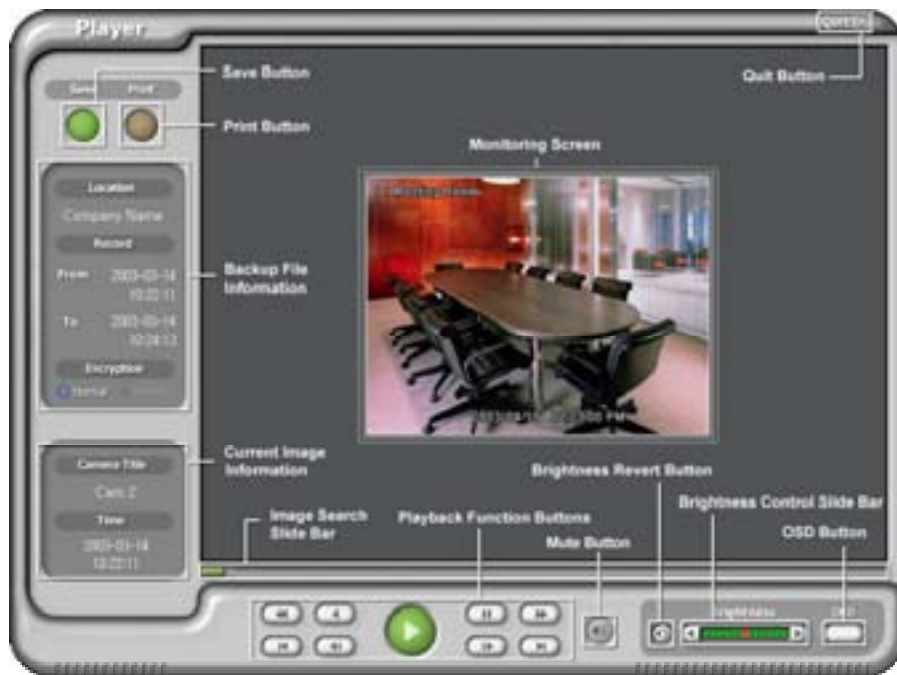 Player
Quit
Save Button
Quit Button
Save Print
Print Button
Monitoring Screen
Location
Meeting Room
Company Name
Record
Backup File
Information
From 2003-03-14
10:22:11
To 2003-03-14
10:24:13
Encryption
Normal
Current Image
Information
Camera Title
Brightness Revert Button
Cam 2
Brightness Control Slide Bar
Time
Image Search
Slide Bar
Playback Function Buttons
OSD Button
Mute Button
2003-03-14
10:22:11
Brightness
OSD